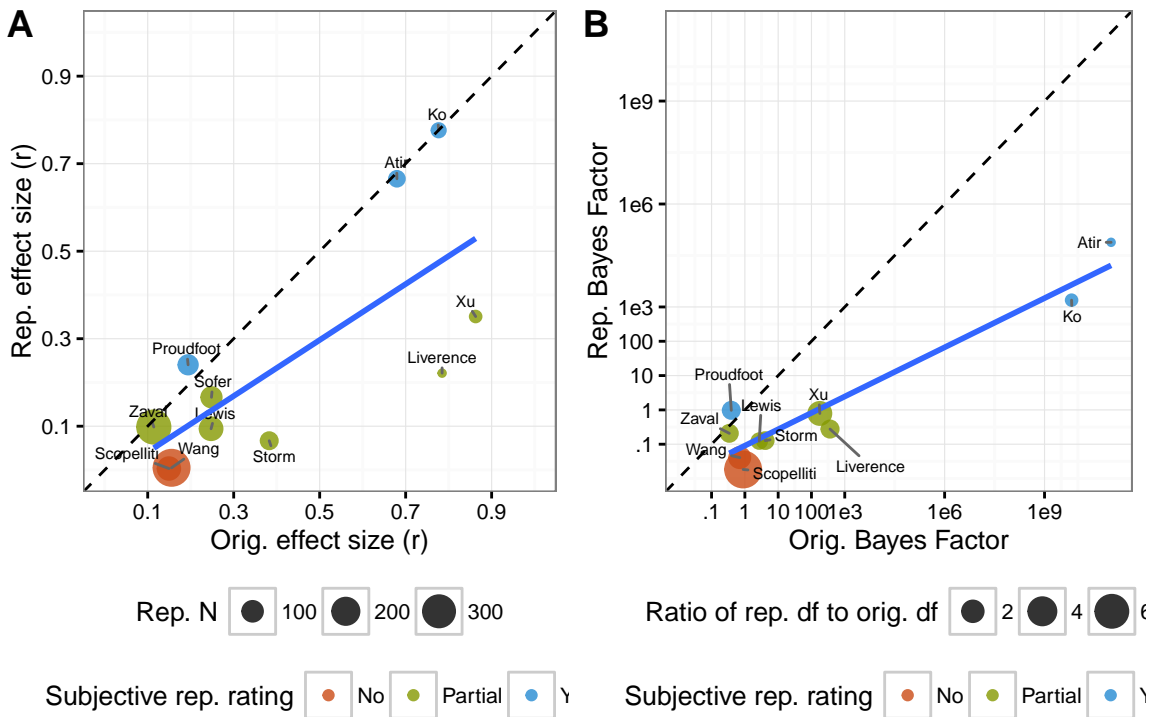 A
Rep. effect size (r)
0.9
0.7
0.5
0.3
0.1
Ko
Atir
Xu
Liverence
Proudfoot
Sofer
Zaval
Lewis
Scopelliti
Wang
Storm
0.1 0.3 0.5 0.7 0.9
Orig. effect size (r)
Rep. N 100 200 300
Subjective rep. rating No Partial Y
B
Rep. Bayes Factor
1e9
1e6
1e3
100
10
1
.1
Atir
Ko
Proudfoot
Lewis
Xu
Zaval
Storm
Wang
Liverence
Scopelliti
.1 1 10 100 1e3 1e6 1e9
Orig. Bayes Factor
Ratio of rep. df to orig. df 2 4 6
Subjective rep. rating No Partial Y